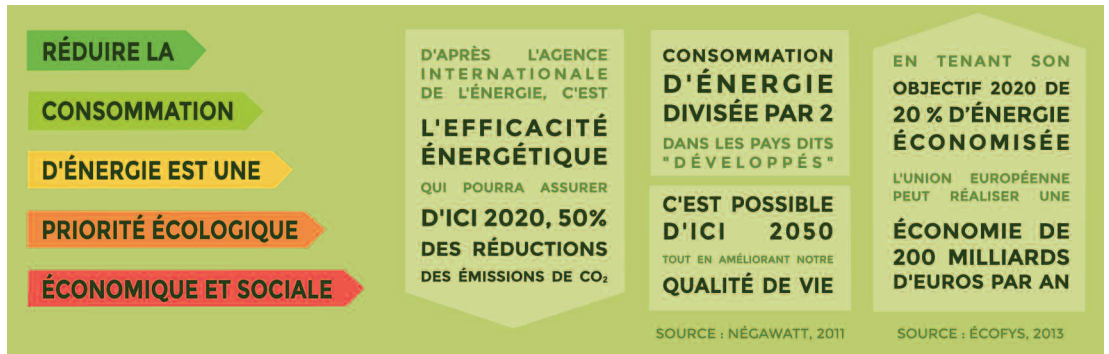 RÉDUIRE LA
CONSOMMATION
D'ÉNERGIE EST UNE
PRIORITÉ ÉCOLOGIQUE
ÉCONOMIQUE ET SOCIALE
D'APRÈS L'AGENCE
INTERNATIONALE
DE L'ÉNERGIE, C'EST
L'EFFICACITÉ
ÉNERGÉTIQUE
QUI POURRA ASSURER
D'ICI 2020, 50%
DES RÉDUCTIONS
DES ÉMISSIONS DE CO₂
CONSOMMATION
D'ÉNERGIE
DIVISÉE PAR 2
DANS LES PAYS DITS
"DÉVELOPPÉS"
C'EST POSSIBLE
D'ICI 2050
TOUT EN AMÉLIORANT NOTRE
QUALITÉ DE VIE
SOURCE : NÉGAWATT, 2011
EN TENANT SON
OBJECTIF 2020 DE
20 % D'ÉNERGIE
ÉCONOMISÉE
L'UNION EUROPÉENNE
PEUT RÉALISER UNE
ÉCONOMIE DE
200 MILLIARDS
D'EUROS PAR AN
SOURCE : ÉCOFYS, 2013